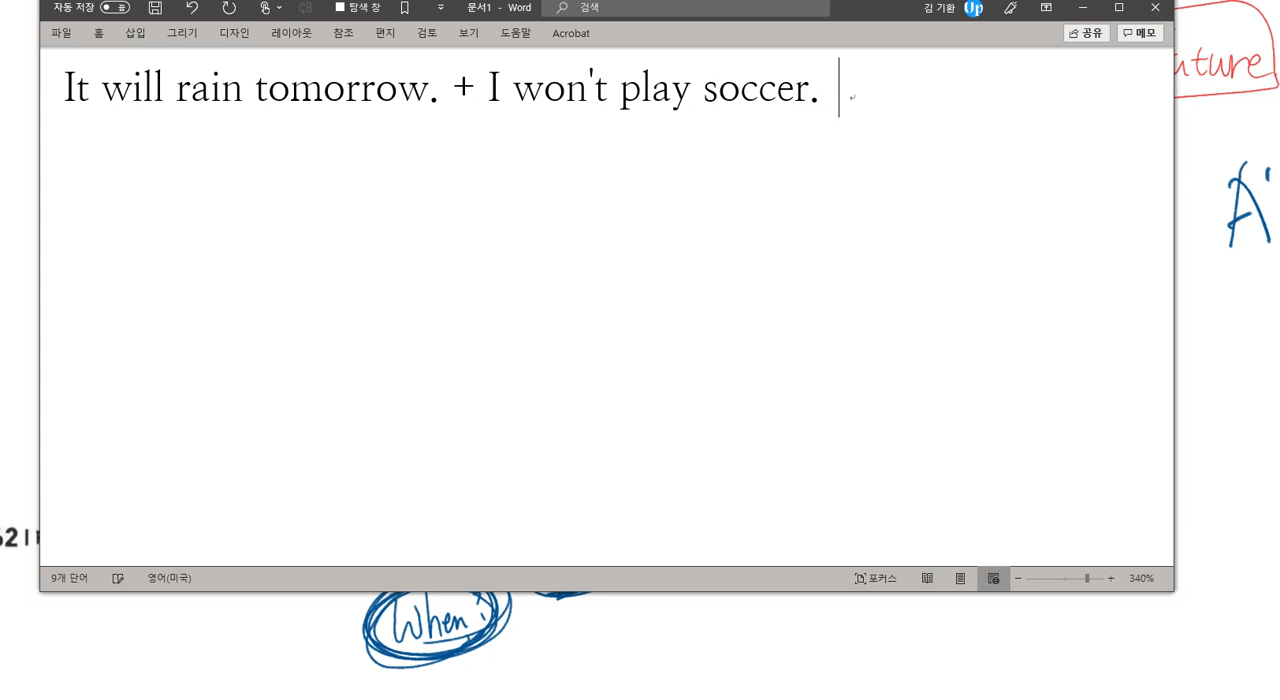 자동 저장 끔 탐색 창 문서1 - Word 검색 김 기환 Up
파일 홈 삽입 그리기 디자인 레이아웃 참조 편지 검토 보기 도움말 Acrobat 공유 메모
It will rain tomorrow. + I won't play soccer.
9개 단어 영어(미국) 포커스 340%
When?